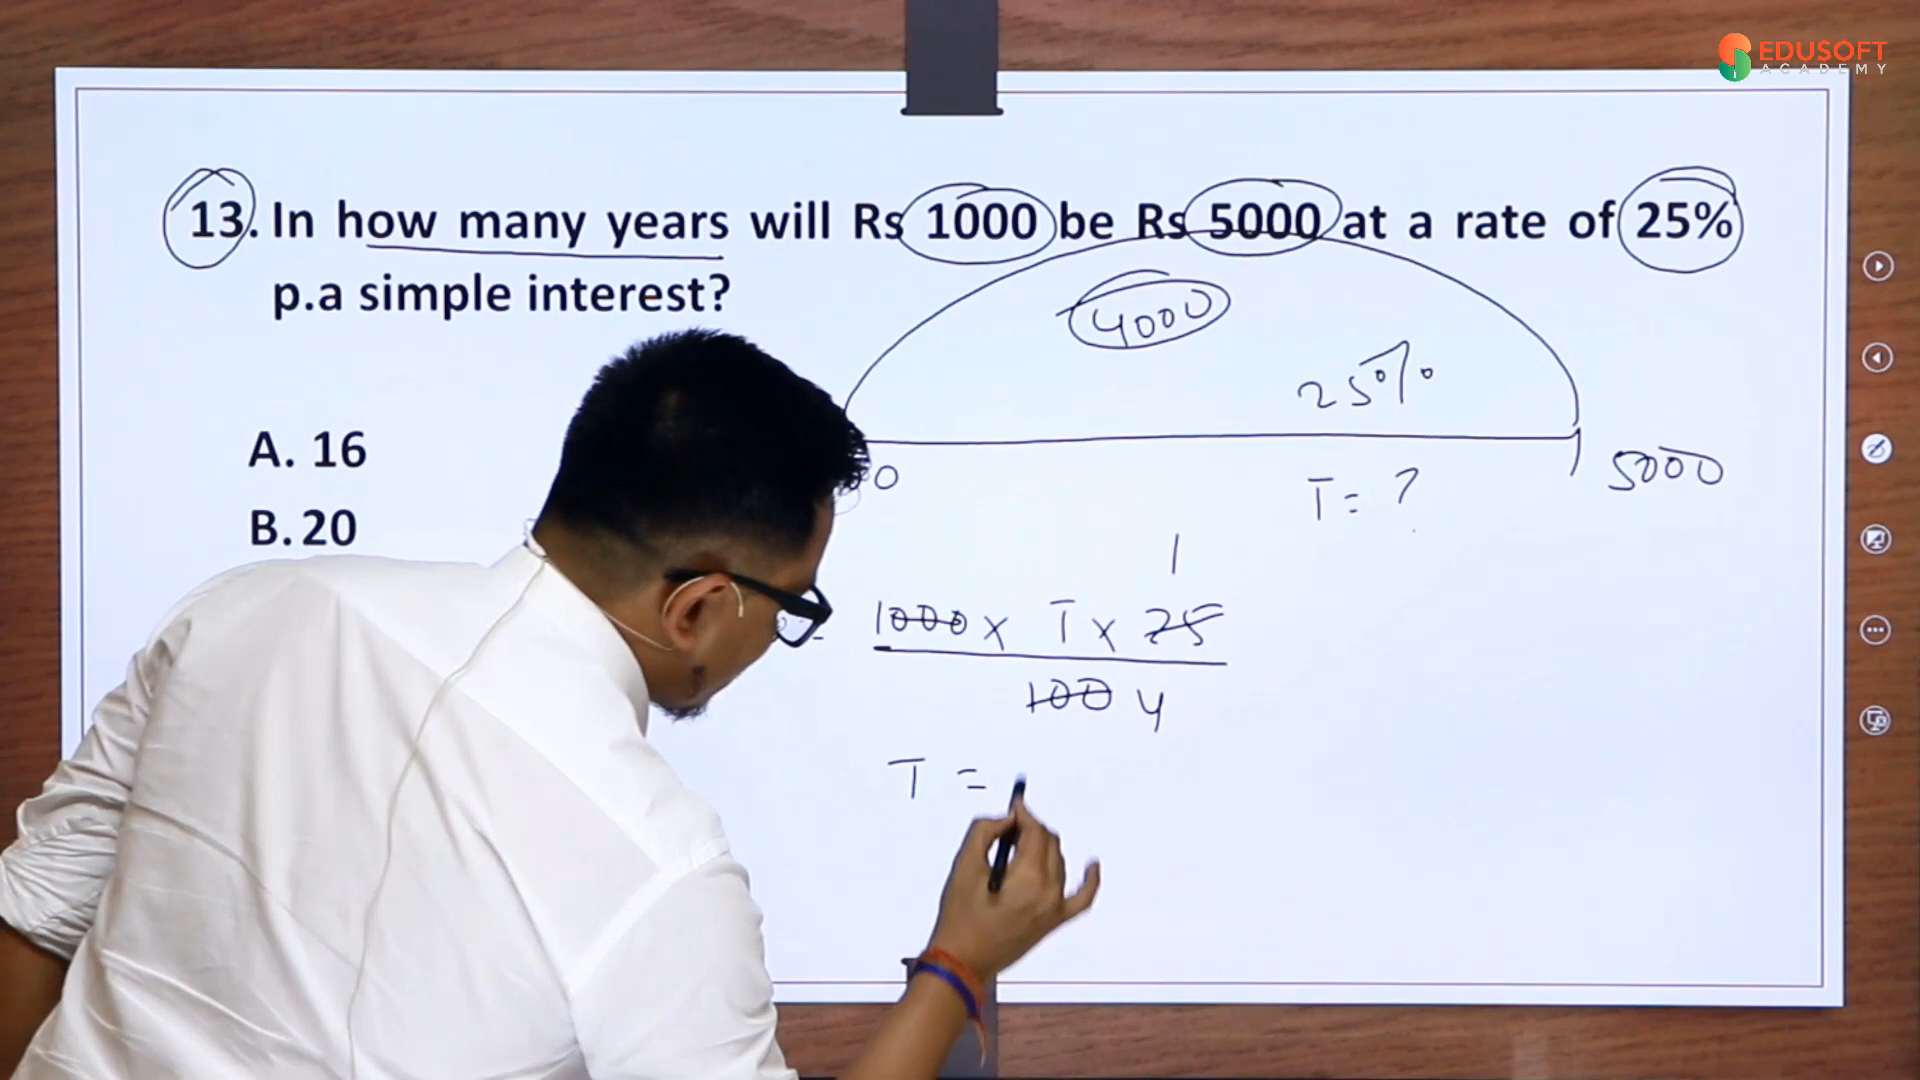 EDUSOFT
ACADEMY
13. In how many years will Rs 1000 be Rs 5000 at a rate of 25%
p.a simple interest?
4000
25%
A. 16
5000
T = ?
B. 20
1
1000 x T x 25
100 4
T =